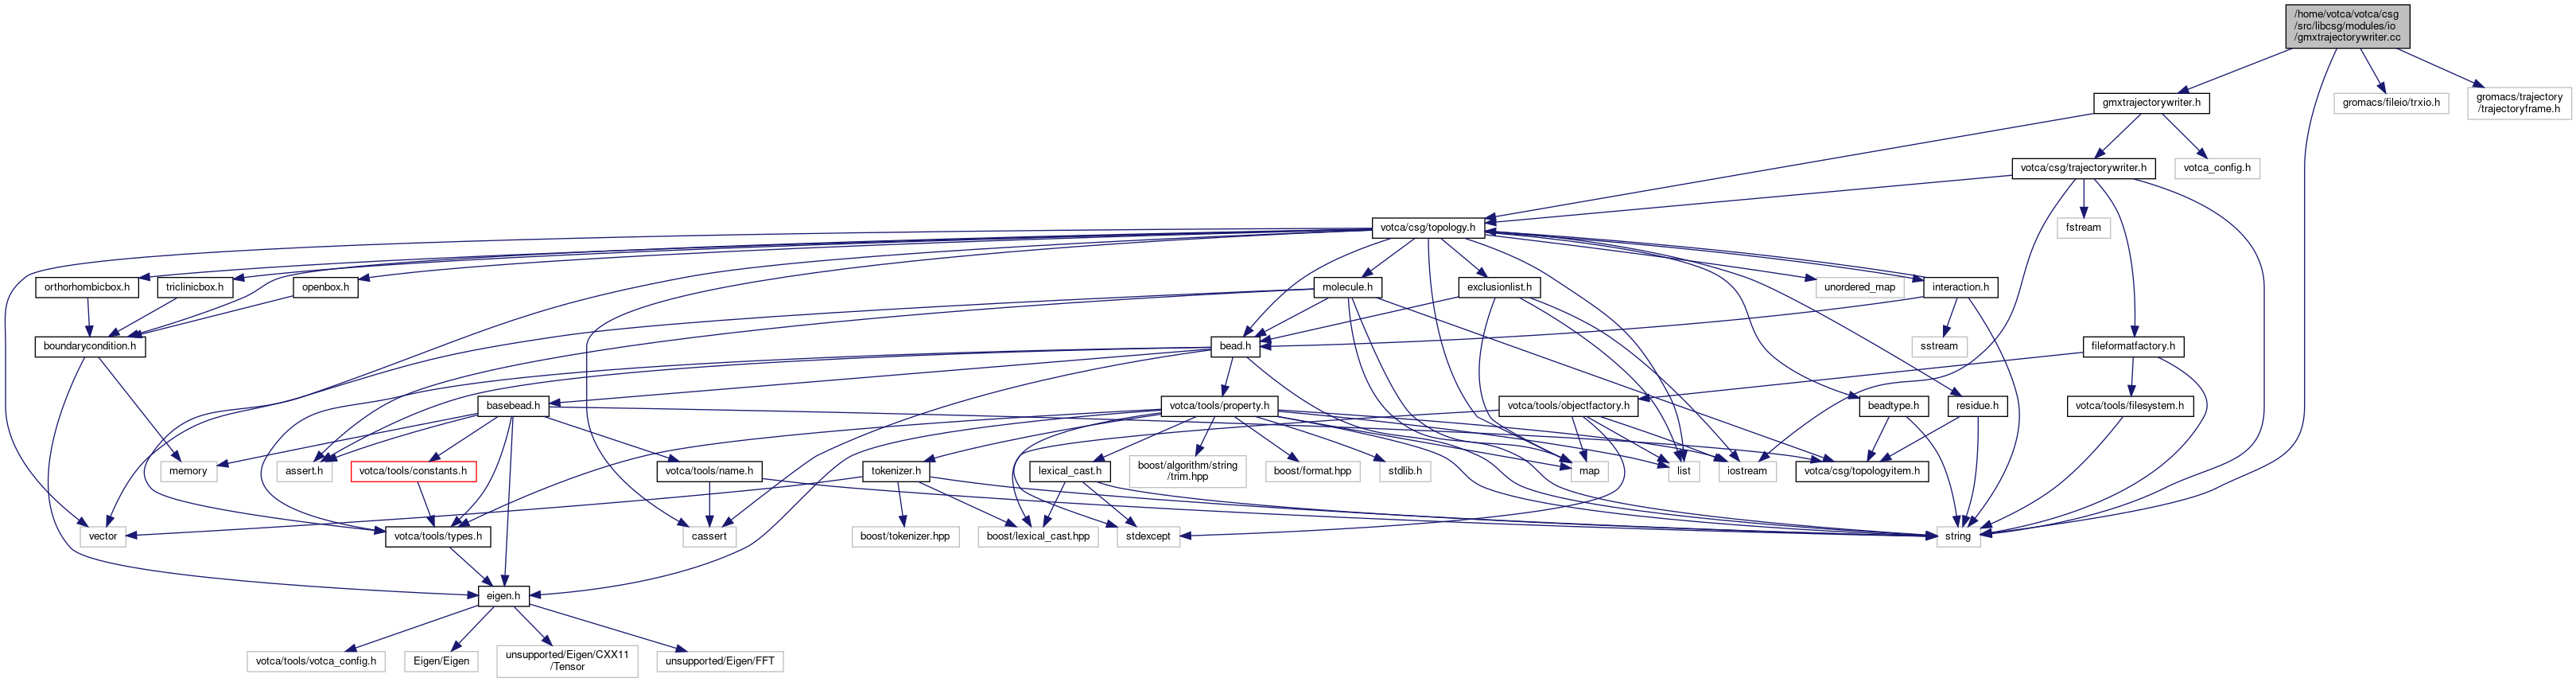 /home/votca/votca/csg
/src/libcsg/modules/io
/gmxtrajectorywriter.cc
gmxtrajectorywriter.h
gromacs/fileio/trxio.h
gromacs/trajectory
/trajectoryframe.h
votca/csg/trajectorywriter.h
votca_config.h
votca/csg/topology.h
fstream
orthorhombicbox.h
triclinicbox.h
openbox.h
molecule.h
exclusionlist.h
unordered_map
interaction.h
boundarycondition.h
bead.h
sstream
fileformatfactory.h
basebead.h
votca/tools/property.h
votca/tools/objectfactory.h
beadtype.h
residue.h
votca/tools/filesystem.h
memory
assert.h
votca/tools/constants.h
votca/tools/name.h
tokenizer.h
lexical_cast.h
boost/algorithm/string
/trim.hpp
boost/format.hpp
stdlib.h
map
list
iostream
votca/csg/topologyitem.h
vector
votca/tools/types.h
cassert
boost/tokenizer.hpp
boost/lexical_cast.hpp
stdexcept
string
eigen.h
votca/tools/votca_config.h
Eigen/Eigen
unsupported/Eigen/CXX11
/Tensor
unsupported/Eigen/FFT